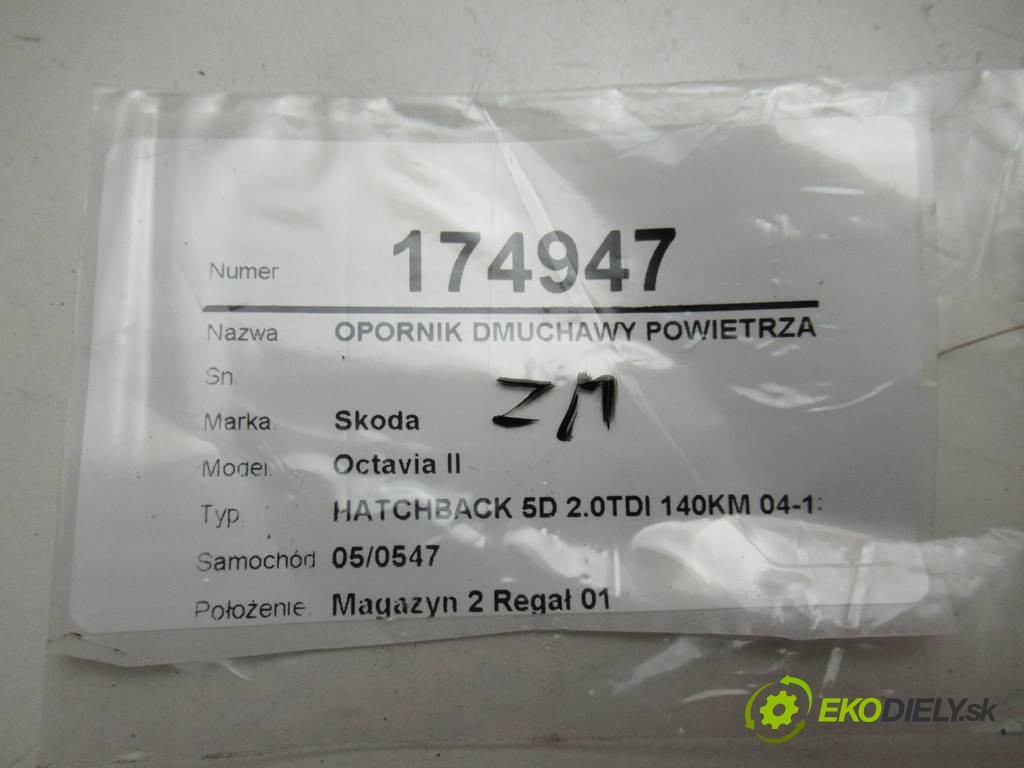 Numer 174947
Nazwa OPORNIK DMUCHAWY POWIETRZA
Sn.
ZM
Marka. Skoda
Model. Octavia II
Typ. HATCHBACK 5D 2.0TDI 140KM 04-1
Samochód 05/0547
Położenie. Magazyn 2 Regał 01
EKODIELY.sk